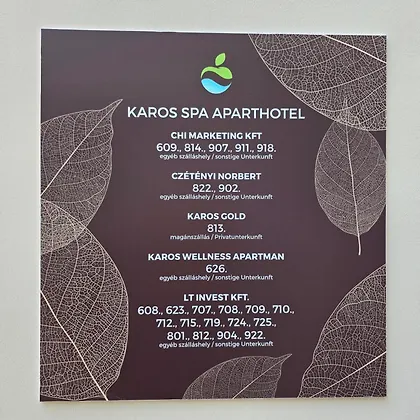 KAROS SPA APARTHOTEL
CHI MARKETING KFT
609., 814., 907., 911., 918.
egyéb szálláshely / sonstige Unterkunft
CZÉTÉNYI NORBERT
822., 902.
egyéb szálláshely / sonstige Unterkunft
KAROS GOLD
813.
magánszállás / Privatunterkunft
KAROS WELLNESS APARTMAN
626.
egyéb szálláshely / sonstige Unterkunft
LT INVEST KFT.
608., 623., 707., 708., 709., 710.,
712., 715., 719., 724., 725.,
801., 812., 904., 922.
egyéb szálláshely / sonstige Unterkunft